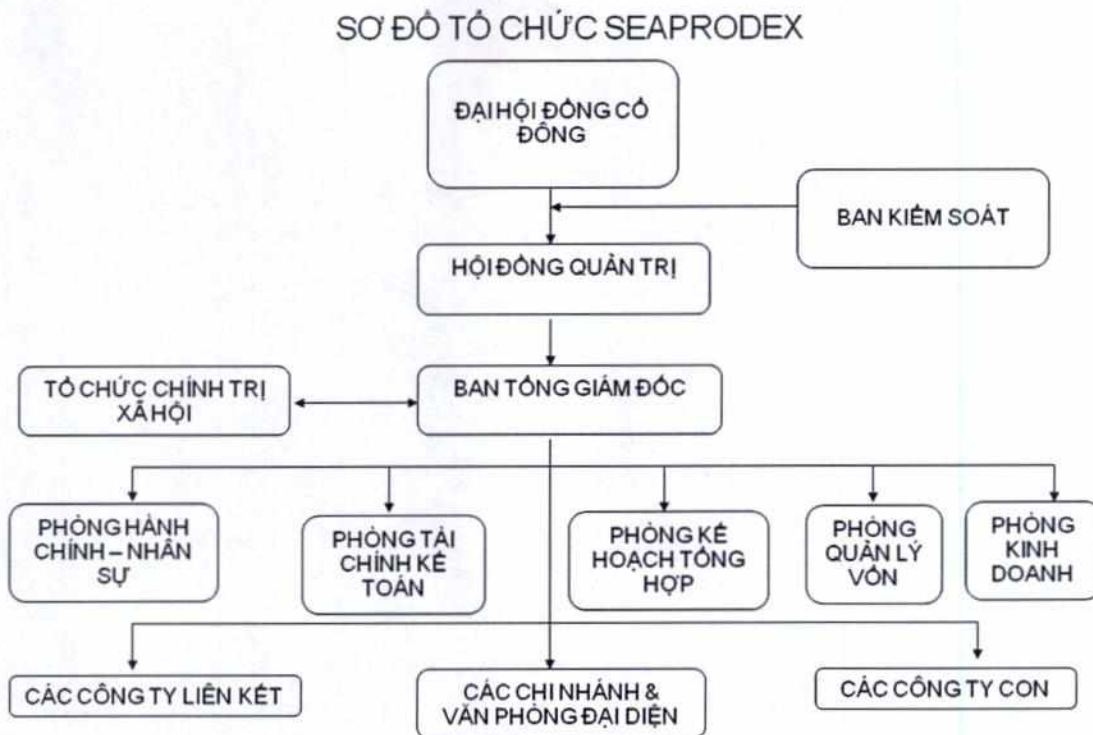 SƠ ĐỒ TỔ CHỨC SEAPRODEX
ĐẠI HỘI ĐỒNG CỔ
ĐÔNG
BAN KIỂM SOÁT
HỘI ĐỒNG QUẢN TRỊ
TỔ CHỨC CHÍNH TRỊ
XÃ HỘI
BAN TỔNG GIÁM ĐỐC
PHÒNG HÀNH
CHÍNH – NHÂN
SỰ
PHÒNG TÀI
CHÍNH KẾ
TOÁN
PHÒNG KẾ
HOẠCH TỔNG
HỢP
PHÒNG
QUẢN LÝ
VỐN
PHÒNG
KINH
DOANH
CÁC CÔNG TY LIÊN KẾT
CÁC CHI NHÁNH &
VĂN PHÒNG ĐẠI DIỆN
CÁC CÔNG TY CON